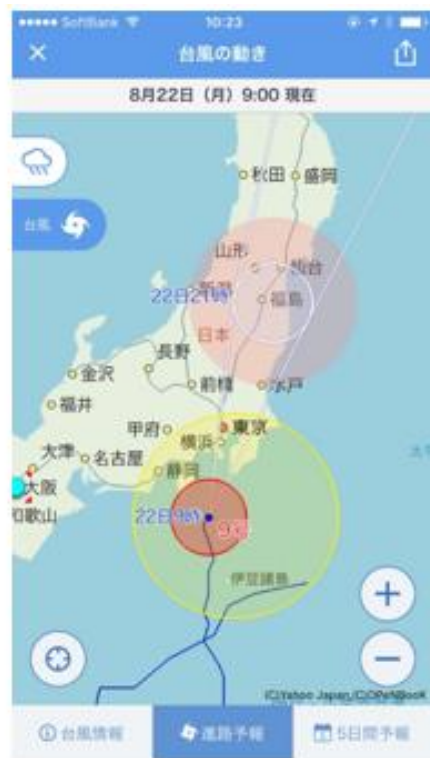 SoftBank 10:23
台風の動き
8月22日（月）9:00 現在
秋田 盛岡
台風
山形 仙台
新潟
22日21時 福島
日本
長野
金沢 前橋 水戸
福井
甲府 東京
横浜
大津 名古屋 静岡
大阪
和歌山 22日9時 9号
伊豆諸島
(C)Yahoo Japan,(C)OPeNBooK
台風情報 進路予報 5日間予報